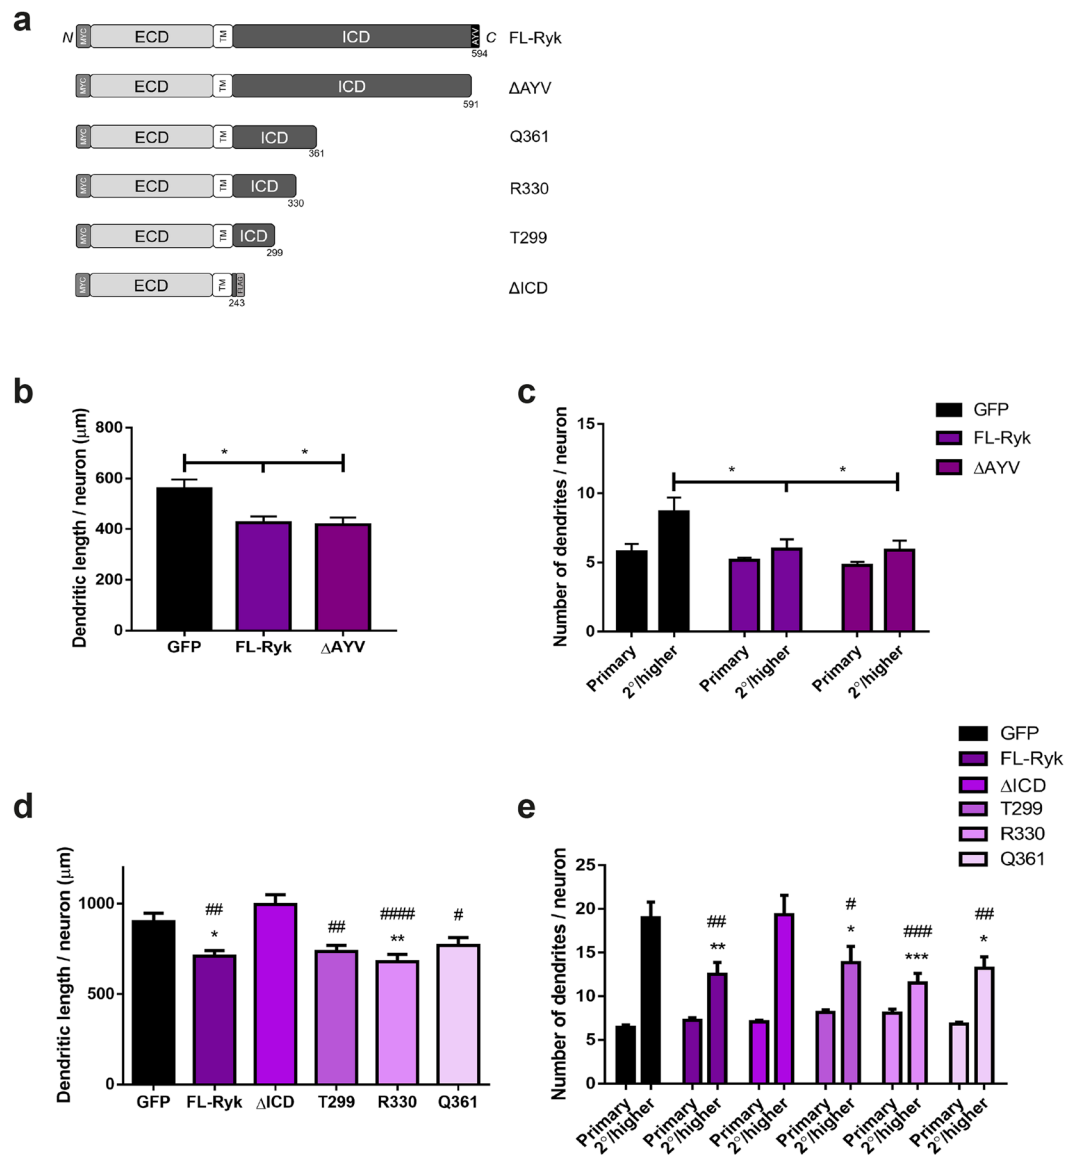 a
N MYC ECD TM ICD AYV C FL-Ryk
594
MYC ECD TM ICD ΔAYV
591
MYC ECD TM ICD Q361
361
MYC ECD TM ICD R330
330
MYC ECD TM ICD T299
299
MYC ECD TM FLAG ΔICD
243
b
Dendritic length / neuron (μm)
800
600
400
200
0
* *
GFP FL-Ryk ΔAYV
c
Number of dendrites / neuron
15
10
5
0
* *
Primary 2°/higher Primary 2°/higher Primary 2°/higher
GFP
FL-Ryk
ΔAYV
d
Dendritic length / neuron (μm)
1000
500
0
## ## #### #
* **
GFP FL-Ryk ΔICD T299 R330 Q361
e
GFP
FL-Ryk
ΔICD
T299
R330
Q361
Number of dendrites / neuron
25
20
15
10
5
0
## # ### ##
** * *** *
Primary 2°/higher Primary 2°/higher Primary 2°/higher Primary 2°/higher Primary 2°/higher Primary 2°/higher